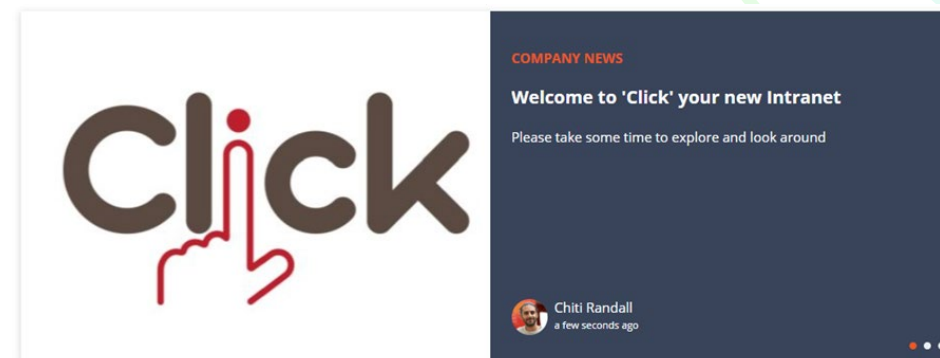 Click
COMPANY NEWS
Welcome to 'Click' your new Intranet
Please take some time to explore and look around
Chiti Randall
a few seconds ago